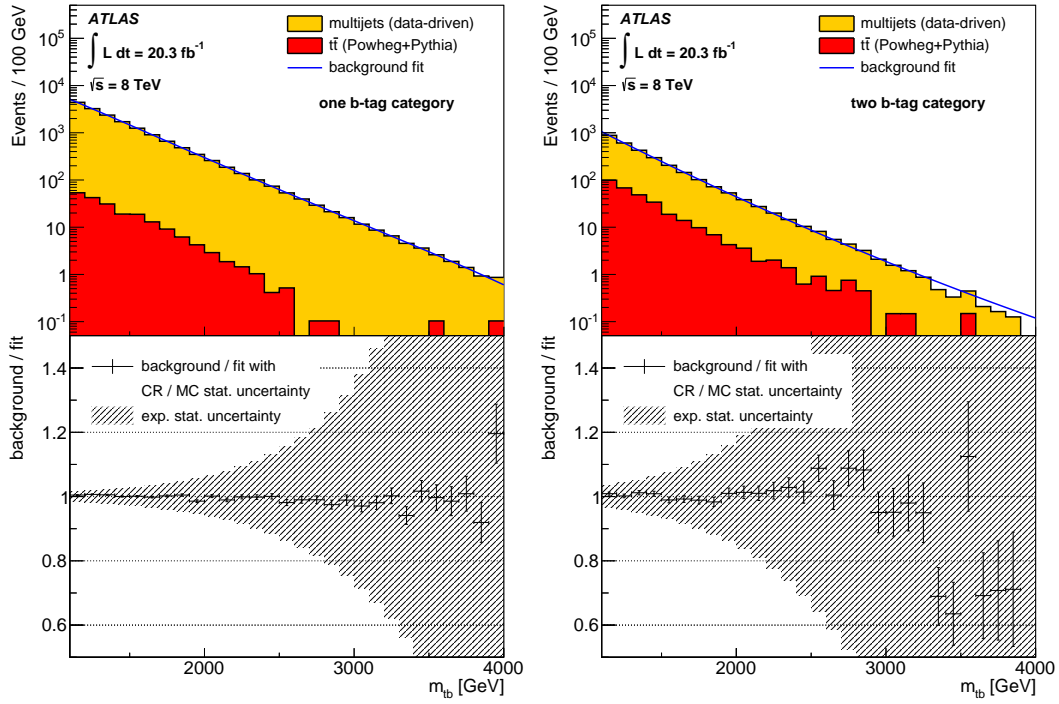 ATLAS
∫ L dt = 20.3 fb⁻¹
√s = 8 TeV
multijets (data-driven)
tt̄ (Powheg+Pythia)
background fit
one b-tag category
Events / 100 GeV
10⁵
10⁴
10³
10²
10
1
10⁻¹
background / fit with
CR / MC stat. uncertainty
exp. stat. uncertainty
background / fit
1.4
1.2
1
0.8
0.6
2000 3000 4000
m_tb [GeV]
ATLAS
∫ L dt = 20.3 fb⁻¹
√s = 8 TeV
multijets (data-driven)
tt̄ (Powheg+Pythia)
background fit
two b-tag category
Events / 100 GeV
10⁵
10⁴
10³
10²
10
1
10⁻¹
background / fit with
CR / MC stat. uncertainty
exp. stat. uncertainty
background / fit
1.4
1.2
1
0.8
0.6
2000 3000 4000
m_tb [GeV]